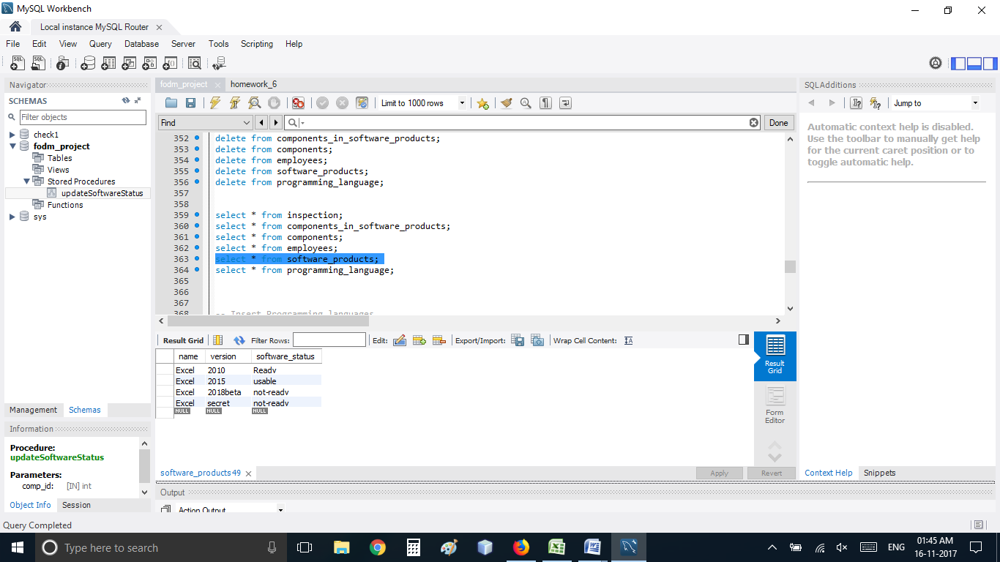 MySQL Workbench
Local instance MySQL Router
File Edit View Query Database Server Tools Scripting Help
Navigator
SCHEMAS
Filter objects
check1
fodm_project
Tables
Views
Stored Procedures
updateSoftwareStatus
Functions
sys
Management Schemas
Information
Procedure:
updateSoftwareStatus
Parameters:
comp_id: [IN] int
Object Info Session
fodm_project homework_6
Limit to 1000 rows
Find Done
352 delete from components_in_software_products;
353 delete from components;
354 delete from employees;
355 delete from software_products;
356 delete from programming_language;
357
358
359 select * from inspection;
360 select * from components_in_software_products;
361 select * from components;
362 select * from employees;
363 select * from software_products;
364 select * from programming_language;
365
366
367
368 -- Insert Programming languages
Result Grid Filter Rows: Edit: Export/Import: Wrap Cell Content:
name version software_status
Excel 2010 Ready
Excel 2015 usable
Excel 2018beta not-ready
Excel secret not-ready
NULL NULL NULL
Result
Grid
Form
Editor
software_products49 Apply Revert
Output
Action Output
SQLAdditions
Jump to
Automatic context help is disabled.
Use the toolbar to manually get help
for the current caret position or to
toggle automatic help.
Context Help Snippets
Query Completed
Type here to search
ENG
01:45 AM
16-11-2017